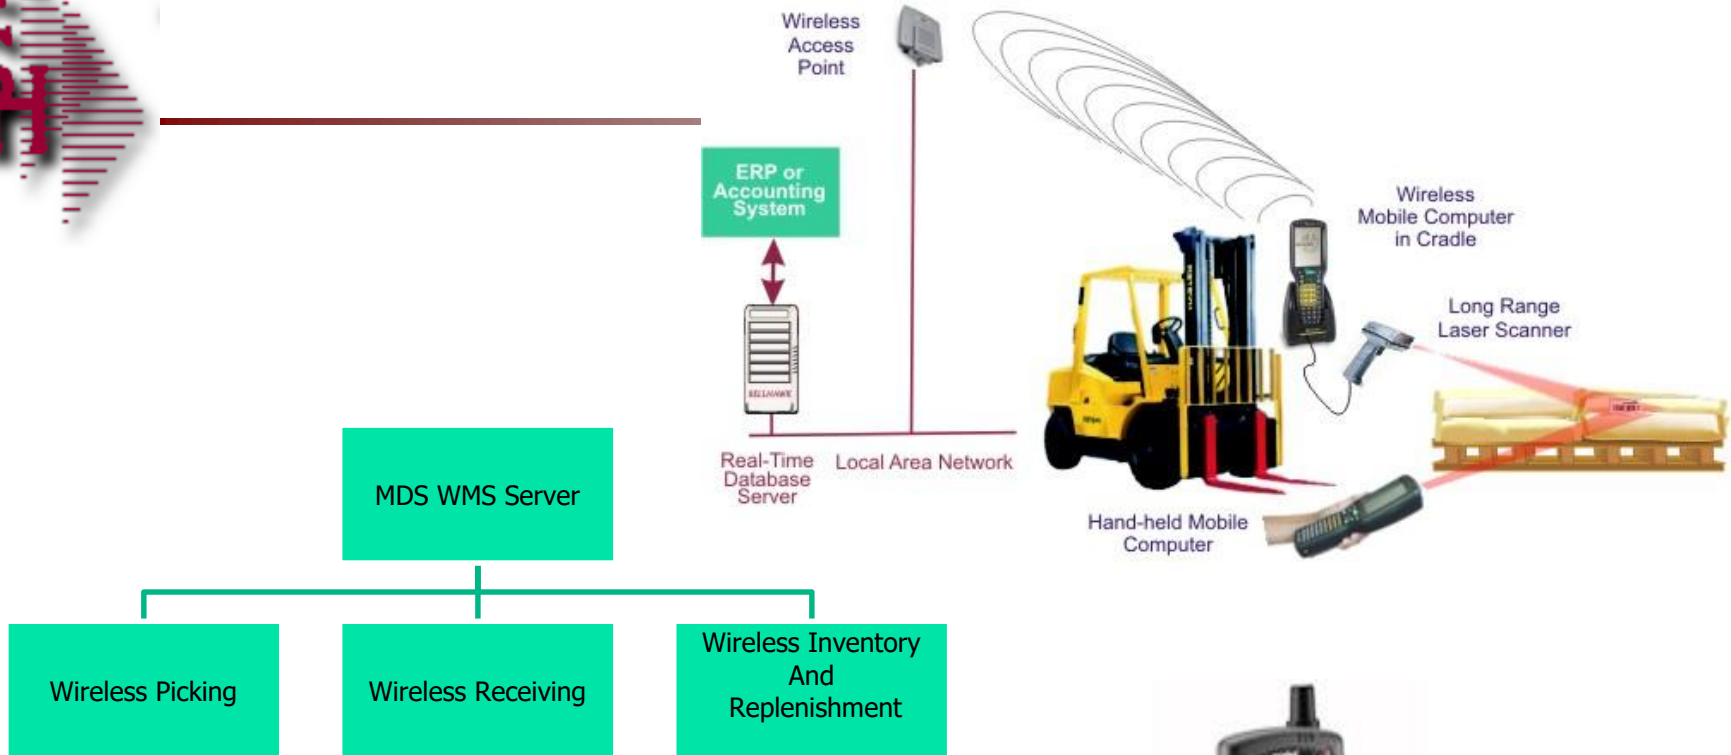 Wireless
Access
Point
ERP or
Accounting
System
Wireless
Mobile Computer
in Cradle
Long Range
Laser Scanner
BELLHAWK
Real-Time
Database
Server
Local Area Network
Hand-held Mobile
Computer
MDS WMS Server
Wireless Picking
Wireless Receiving
Wireless Inventory
And
Replenishment